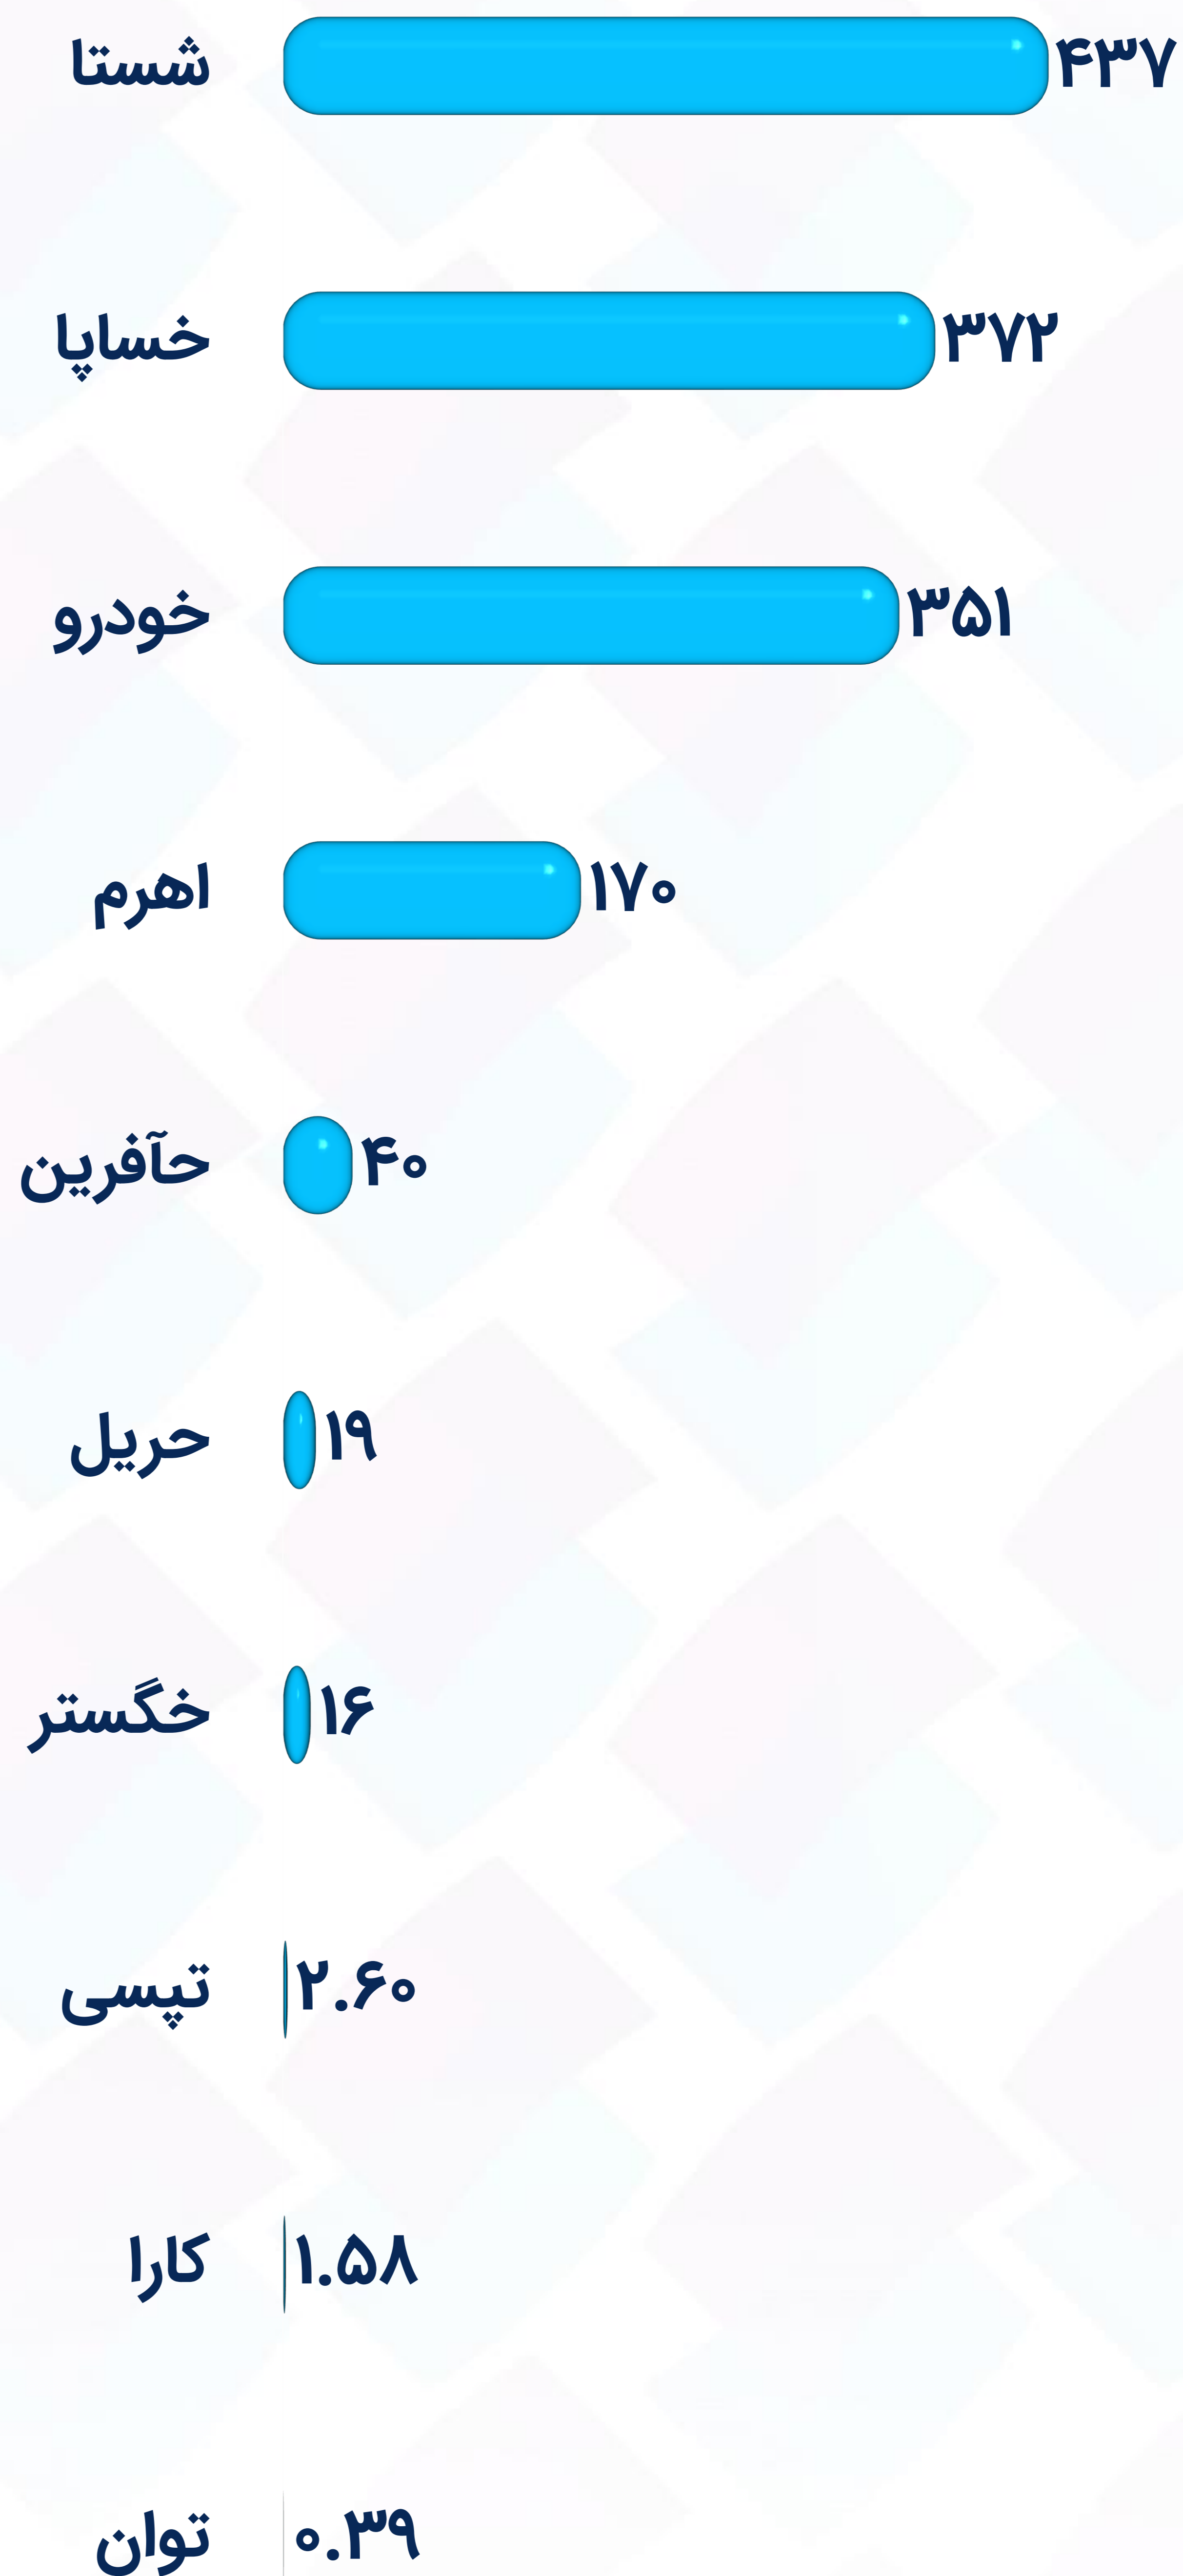 شستا ۴۳۷
خساپا ۳۷۲
خودرو ۳۵۱
اهرم ۱۷۰
حآفرین ۴۰
حریل ۱۹
خگستر ۱۶
تپسی ۲.۶۰
کارا ۱.۵۸
توان ۰.۳۹